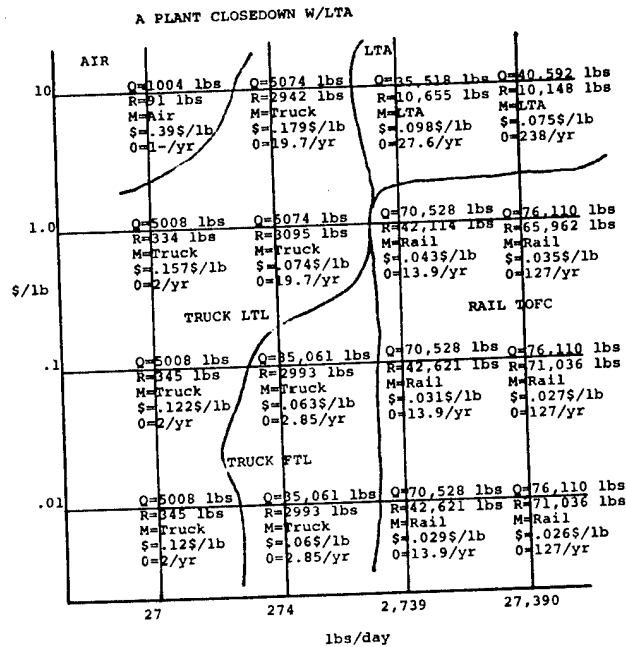 A PLANT CLOSEDOWN W/LTA
AIR
LTA
10
Q=1004 lbs
R=91 lbs
M=Air
$=.39$/lb
O=1-/yr
Q=5074 lbs
R=2942 lbs
M=Truck
$=.179$/lb
O=19.7/yr
Q=35,518 lbs
R=10,655 lbs
M=LTA
$=.098$/lb
O=27.6/yr
Q=40,592 lbs
R=10,148 lbs
M=LTA
$=.075$/lb
O=238/yr
1.0
Q=5008 lbs
R=334 lbs
M=Truck
$=.157$/lb
O=2/yr
Q=5074 lbs
R=3095 lbs
M=Truck
$=.074$/lb
O=19.7/yr
Q=70,528 lbs
R=42,114 lbs
M=Rail
$=.043$/lb
O=13.9/yr
Q=76,110 lbs
R=65,962 lbs
M=Rail
$=.035$/lb
O=127/yr
$/lb
TRUCK LTL
RAIL TOFC
.1
Q=5008 lbs
R=345 lbs
M=Truck
$=.122$/lb
O=2/yr
Q=35,061 lbs
R=2993 lbs
M=Truck
$=.063$/lb
O=2.85/yr
Q=70,528 lbs
R=42,621 lbs
M=Rail
$=.031$/lb
O=13.9/yr
Q=76,110 lbs
R=71,036 lbs
M=Rail
$=.027$/lb
O=127/yr
TRUCK FTL
.01
Q=5008 lbs
R=345 lbs
M=Truck
$=.12$/lb
O=2/yr
Q=35,061 lbs
R=2993 lbs
M=Truck
$=.06$/lb
O=2.85/yr
Q=70,528 lbs
R=42,621 lbs
M=Rail
$=.029$/lb
O=13.9/yr
Q=76,110 lbs
R=71,036 lbs
M=Rail
$=.026$/lb
O=127/yr
27
274
2,739
27,390
lbs/day